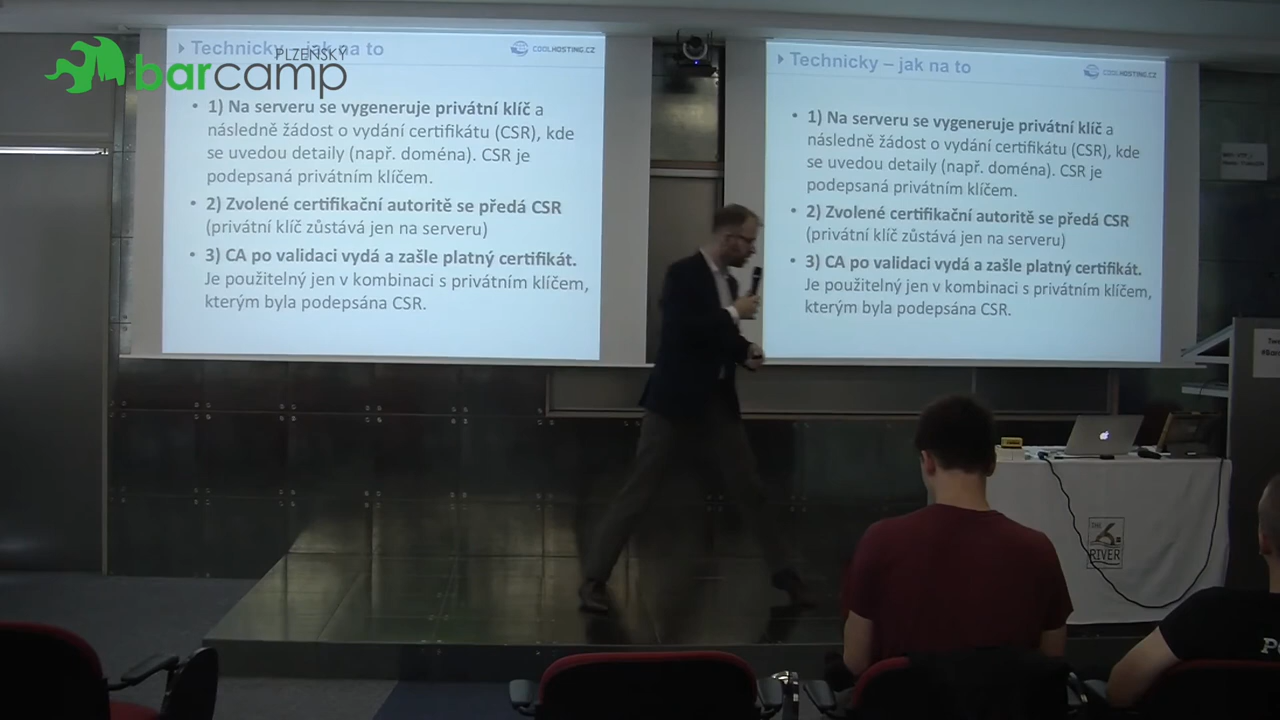 PLZEŇSKÝ
barcamp
Technicky – jak na to
COOLHOSTING.CZ
1) Na serveru se vygeneruje privátní klíč a
následně žádost o vydání certifikátu (CSR), kde
se uvedou detaily (např. doména). CSR je
podepsaná privátním klíčem.
2) Zvolené certifikační autoritě se předá CSR
(privátní klíč zůstává jen na serveru)
3) CA po validaci vydá a zašle platný certifikát.
Je použitelný jen v kombinaci s privátním klíčem,
kterým byla podepsána CSR.
Technicky – jak na to
COOLHOSTING.CZ
1) Na serveru se vygeneruje privátní klíč a
následně žádost o vydání certifikátu (CSR), kde
se uvedou detaily (např. doména). CSR je
podepsaná privátním klíčem.
2) Zvolené certifikační autoritě se předá CSR
(privátní klíč zůstává jen na serveru)
3) CA po validaci vydá a zašle platný certifikát.
Je použitelný jen v kombinaci s privátním klíčem,
kterým byla podepsána CSR.
THE
RIVER